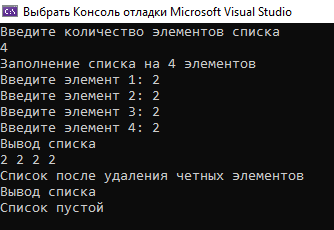 Выбрать Консоль отладки Microsoft Visual Studio
Введите количество элементов списка
4
Заполнение списка на 4 элементов
Введите элемент 1: 2
Введите элемент 2: 2
Введите элемент 3: 2
Введите элемент 4: 2
Вывод списка
2 2 2 2
Список после удаления четных элементов
Вывод списка
Список пустой